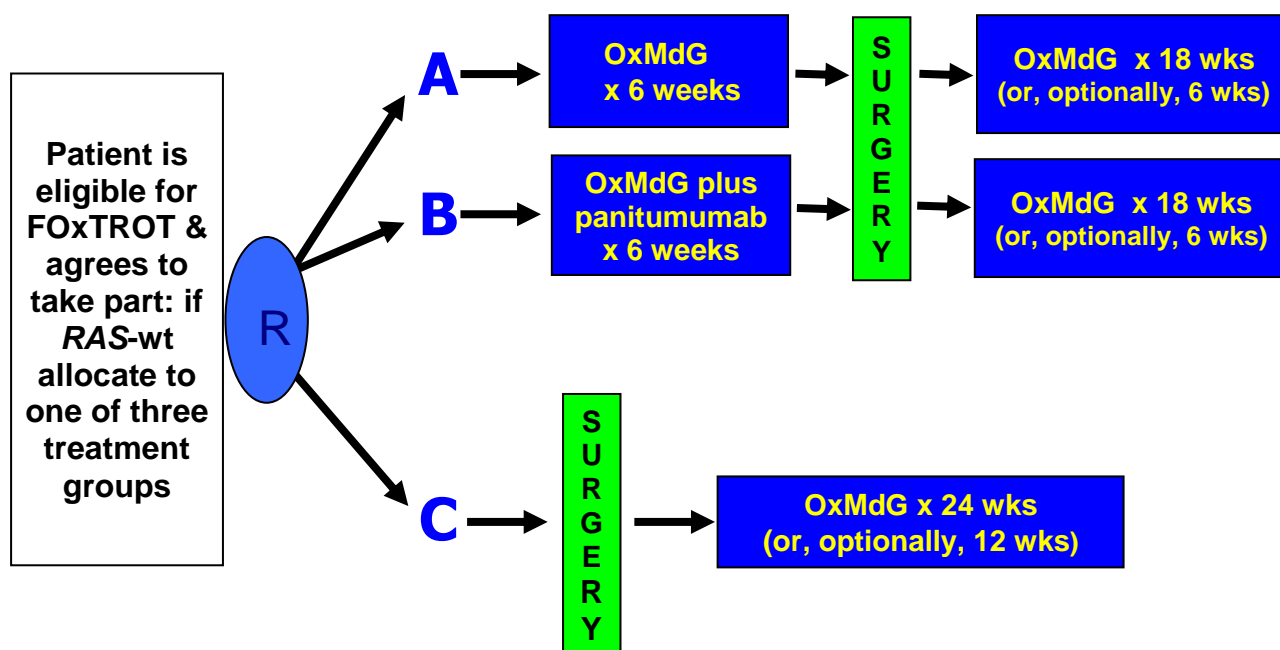 Patient is
eligible for
FOxTROT &
agrees to
take part: if
RAS-wt
allocate to
one of three
treatment
groups
R
A
OxMdG
x 6 weeks
B
OxMdG plus
panitumumab
x 6 weeks
S
U
R
G
E
R
Y
OxMdG x 18 wks
(or, optionally, 6 wks)
OxMdG x 18 wks
(or, optionally, 6 wks)
C
S
U
R
G
E
R
Y
OxMdG x 24 wks
(or, optionally, 12 wks)